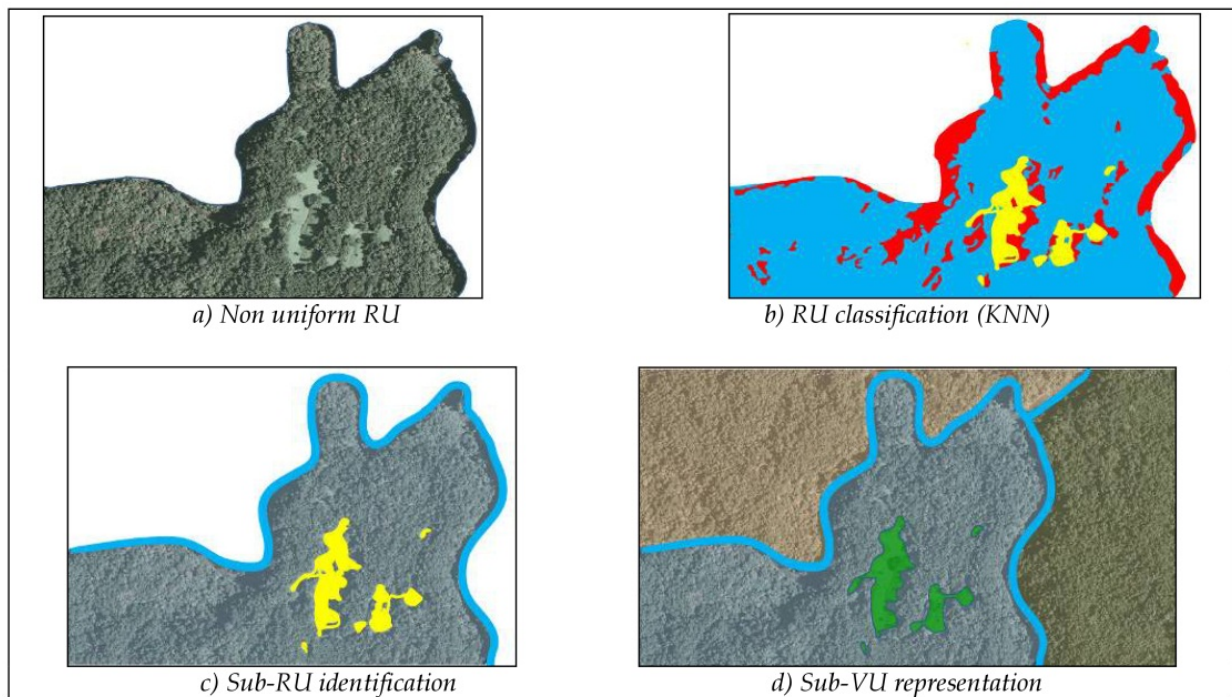 a) Non uniform RU
b) RU classification (KNN)
c) Sub-RU identification
d) Sub-VU representation